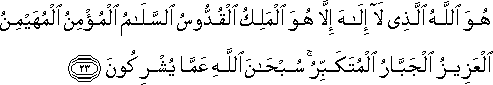 هُوَ ٱللَّهُ ٱلَّذِى لَآ إِلَـٰهَ إِلَّا هُوَ ٱلْمَلِكُ ٱلْقُدُّوسُ ٱلسَّلَـٰمُ ٱلْمُؤْمِنُ ٱلْمُهَيْمِنُ
ٱلْعَزِيزُ ٱلْجَبَّارُ ٱلْمُتَكَبِّرُ ۚ سُبْحَـٰنَ ٱللَّهِ عَمَّا يُشْرِكُونَ ٢٣